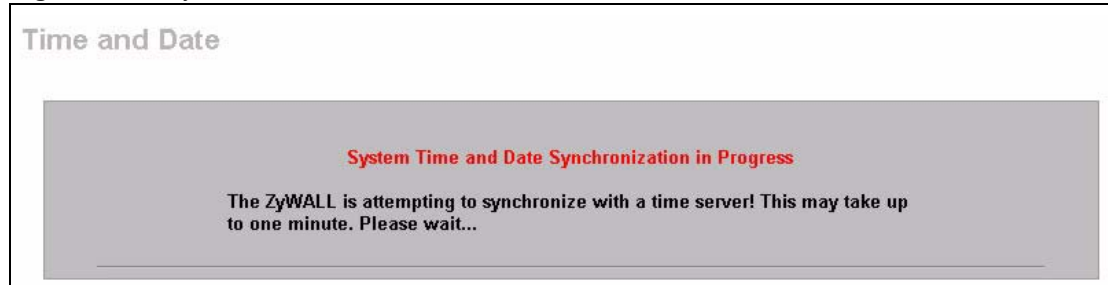 Time and Date
System Time and Date Synchronization in Progress
The ZyWALL is attempting to synchronize with a time server! This may take up
to one minute. Please wait...